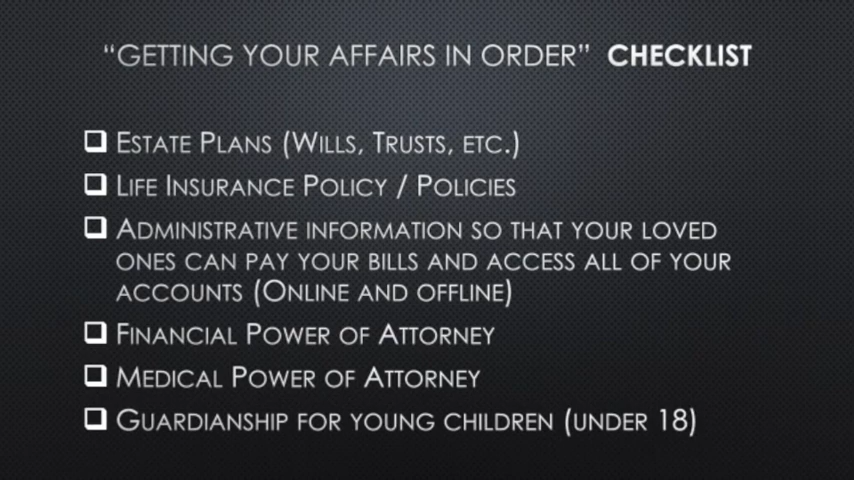 “GETTING YOUR AFFAIRS IN ORDER” CHECKLIST
ESTATE PLANS (WILLS, TRUSTS, ETC.)
LIFE INSURANCE POLICY / POLICIES
ADMINISTRATIVE INFORMATION SO THAT YOUR LOVED
ONES CAN PAY YOUR BILLS AND ACCESS ALL OF YOUR
ACCOUNTS (ONLINE AND OFFLINE)
FINANCIAL POWER OF ATTORNEY
MEDICAL POWER OF ATTORNEY
GUARDIANSHIP FOR YOUNG CHILDREN (UNDER 18)